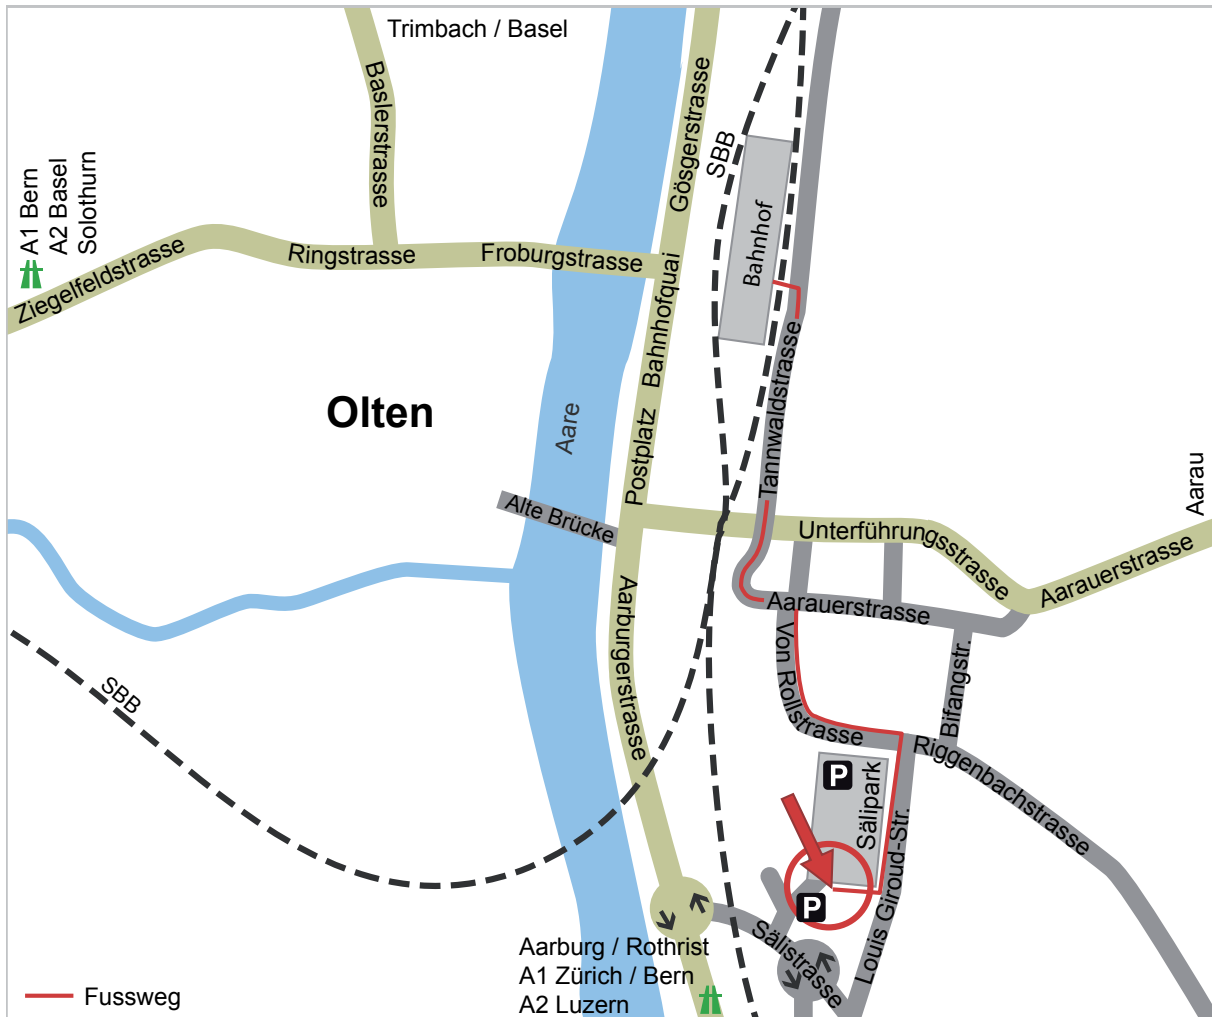 Trimbach / Basel
Baslerstrasse
Gösgerstrasse
SBB
Bahnhof
A1 Bern
A2 Basel
Solothurn
Ziegelfeldstrasse
Ringstrasse
Froburgstrasse
Bahnhofquai
Postplatz
Tannwaldstrasse
Olten
Aare
Alte Brücke
Unterführungsstrasse
Aarau
Aarauerstrasse
Aarauerstrasse
Aarburgerstrasse
Von Rollstrasse
Bifangstr.
Riggenbachstrasse
SBB
P
Sälipark
Louis Giroud-Str.
P
Sälistrasse
Aarburg / Rothrist
A1 Zürich / Bern
A2 Luzern
Fussweg